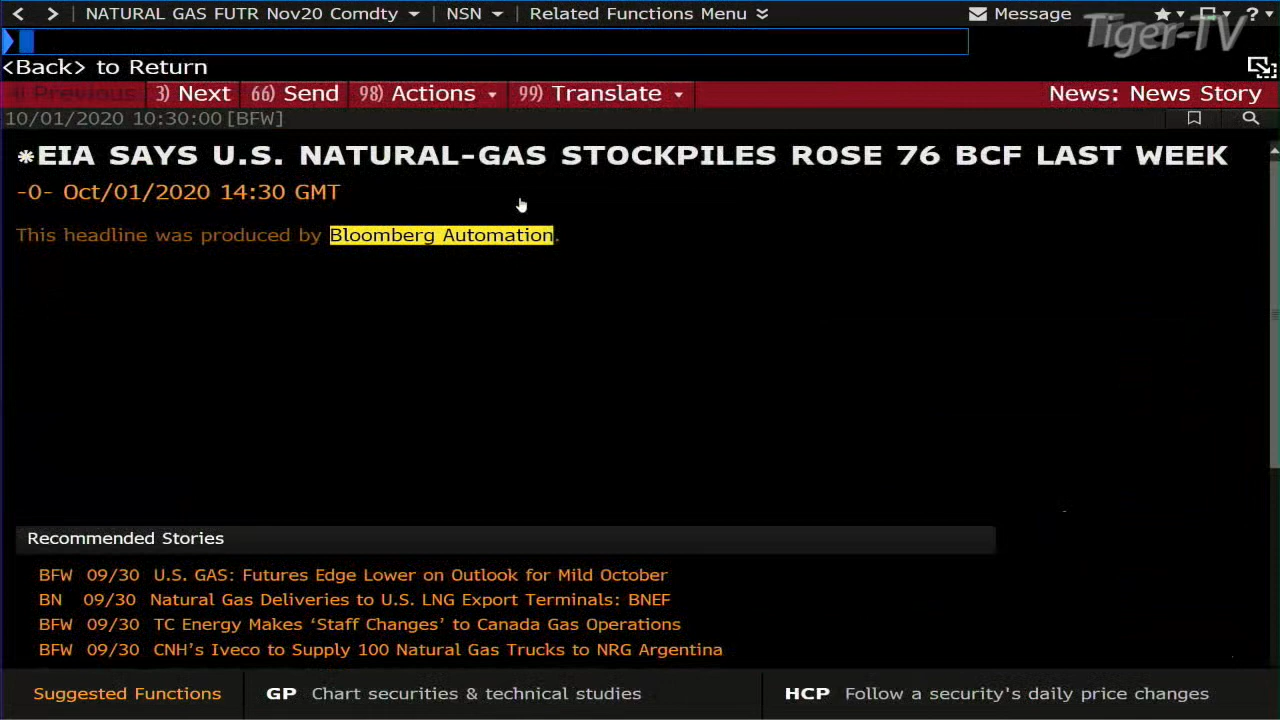 NATURAL GAS FUTR Nov20 Comdty NSN Related Functions Menu Message ?
Tiger-TV
<Back> to Return
Previous 3) Next 66) Send 98) Actions 99) Translate News: News Story
10/01/2020 10:30:00 [BFW]
*EIA SAYS U.S. NATURAL-GAS STOCKPILES ROSE 76 BCF LAST WEEK
-0- Oct/01/2020 14:30 GMT
This headline was produced by Bloomberg Automation.
Recommended Stories
BFW 09/30 U.S. GAS: Futures Edge Lower on Outlook for Mild October
BN 09/30 Natural Gas Deliveries to U.S. LNG Export Terminals: BNEF
BFW 09/30 TC Energy Makes ‘Staff Changes’ to Canada Gas Operations
BFW 09/30 CNH’s Iveco to Supply 100 Natural Gas Trucks to NRG Argentina
Suggested Functions GP Chart securities & technical studies HCP Follow a security's daily price changes